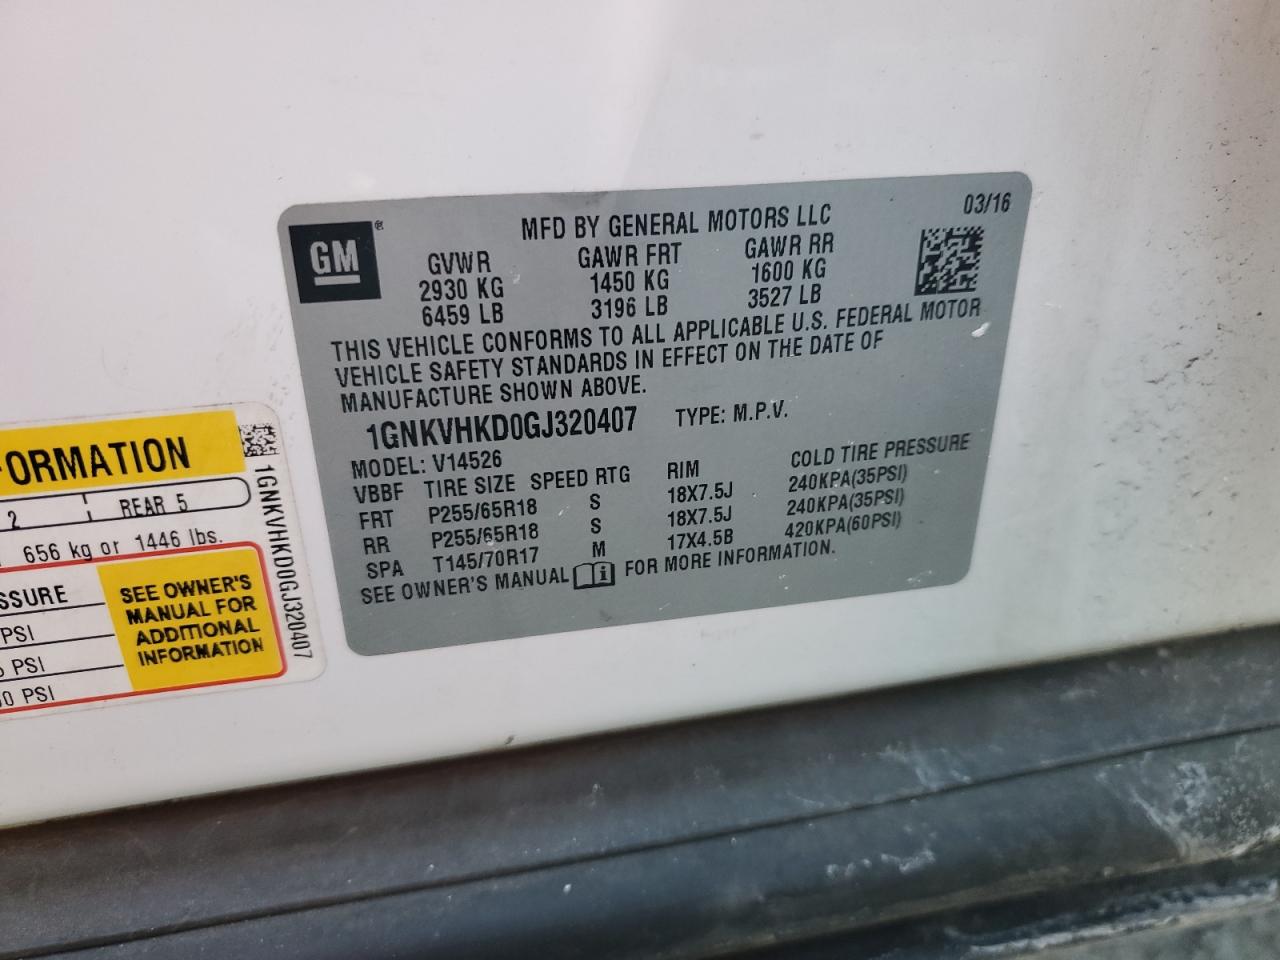 GM
®
MFD BY GENERAL MOTORS LLC
03/16
GVWR GAWR FRT GAWR RR
2930 KG 1450 KG 1600 KG
6459 LB 3196 LB 3527 LB
THIS VEHICLE CONFORMS TO ALL APPLICABLE U.S. FEDERAL MOTOR
VEHICLE SAFETY STANDARDS IN EFFECT ON THE DATE OF
MANUFACTURE SHOWN ABOVE.
1GNKVHKD0GJ320407 TYPE: M.P.V.
MODEL: V14526
VBBF TIRE SIZE SPEED RTG RIM COLD TIRE PRESSURE
FRT P255/65R18 S 18X7.5J 240KPA(35PSI)
RR P255/65R18 S 18X7.5J 240KPA(35PSI)
SPA T145/70R17 M 17X4.5B 420KPA(60PSI)
SEE OWNER'S MANUAL FOR MORE INFORMATION.
ORMATION
2 REAR 5
656 kg or 1446 lbs.
SSURE
PSI
PSI
0 PSI
SEE OWNER'S
MANUAL FOR
ADDITIONAL
INFORMATION
1GNKVHKD0GJ320407